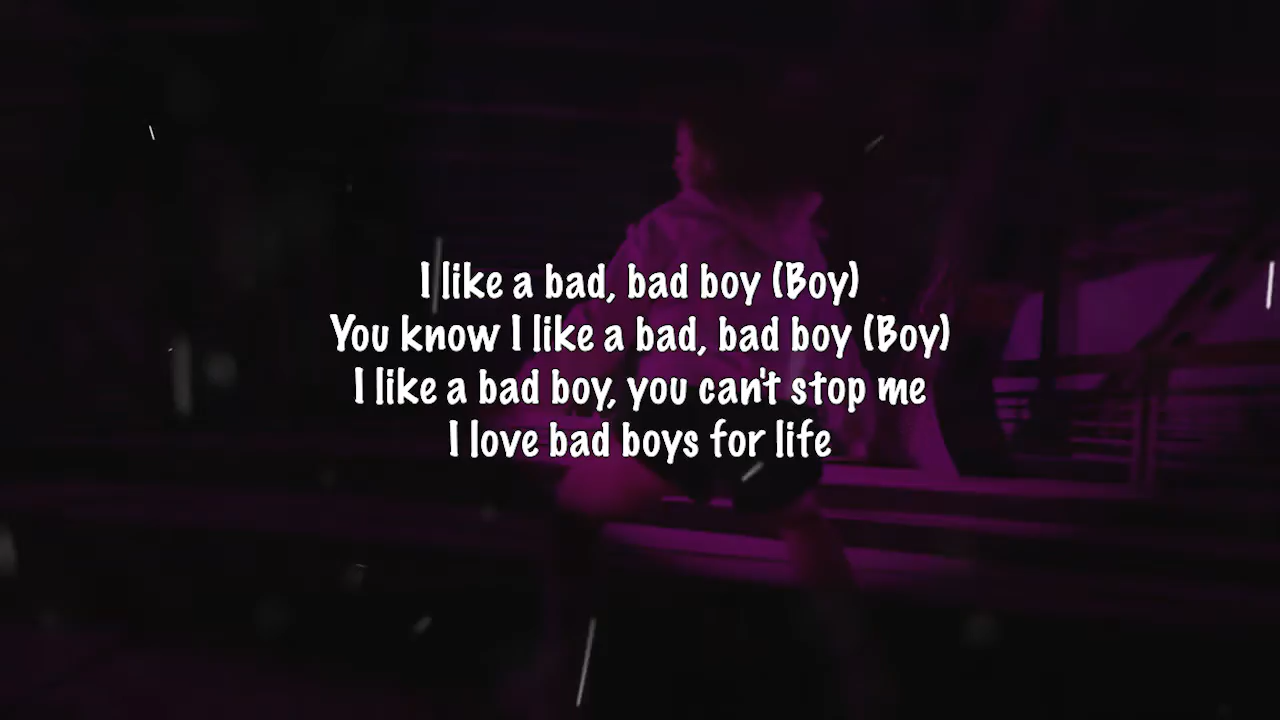 I like a bad, bad boy (Boy)
You know I like a bad, bad boy (Boy)
I like a bad boy, you can't stop me
I love bad boys for life